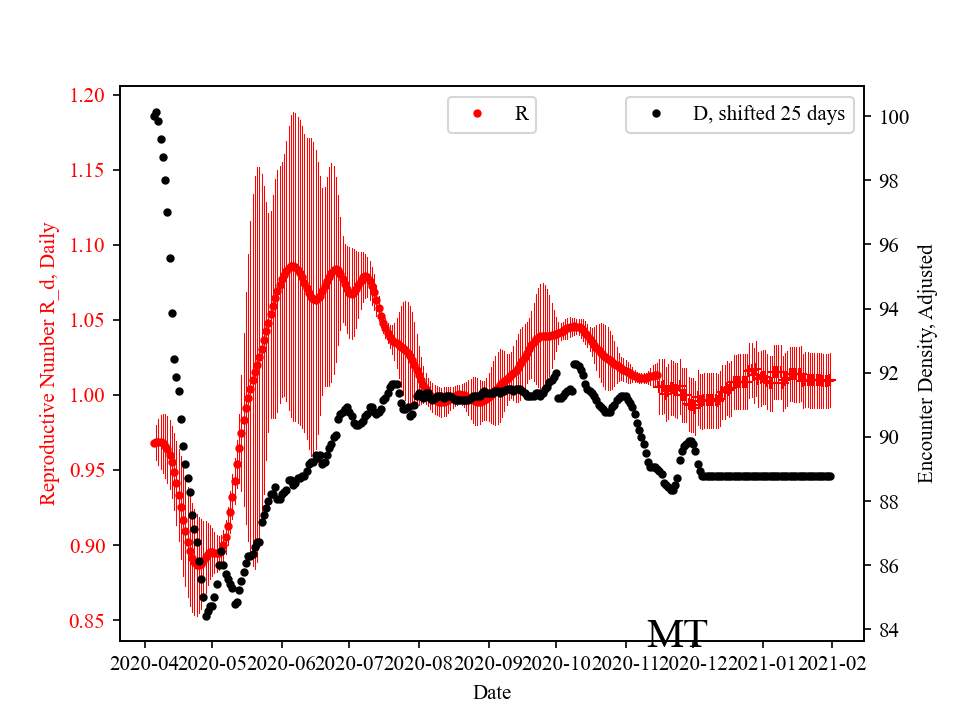 R
D, shifted 25 days
1.20
1.15
1.10
1.05
1.00
0.95
0.90
0.85
Reproductive Number R_d, Daily
100
98
96
94
92
90
88
86
84
Encounter Density, Adjusted
MT
2020-04 2020-05 2020-06 2020-07 2020-08 2020-09 2020-10 2020-11 2020-12 2021-01 2021-02
Date